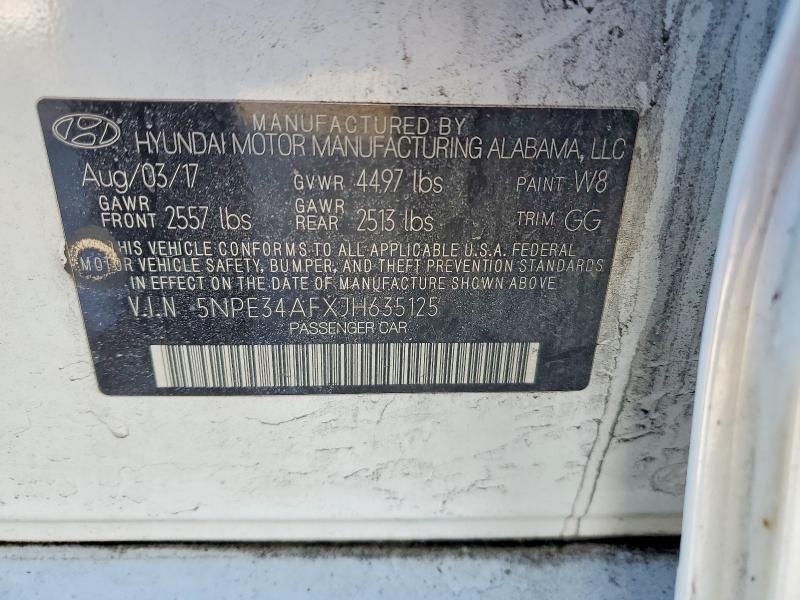 MANUFACTURED BY
HYUNDAI MOTOR MANUFACTURING ALABAMA, LLC
Aug/03/17 GVWR 4497 lbs PAINT W8
GAWR FRONT 2557 lbs GAWR REAR 2513 lbs TRIM GG
THIS VEHICLE CONFORMS TO ALL APPLICABLE U.S.A. FEDERAL
MOTOR VEHICLE SAFETY, BUMPER, AND THEFT PREVENTION STANDARDS
IN EFFECT ON THE DATE OF MANUFACTURE SHOWN ABOVE.
V.I.N 5NPE34AFXJH635125
PASSENGER CAR